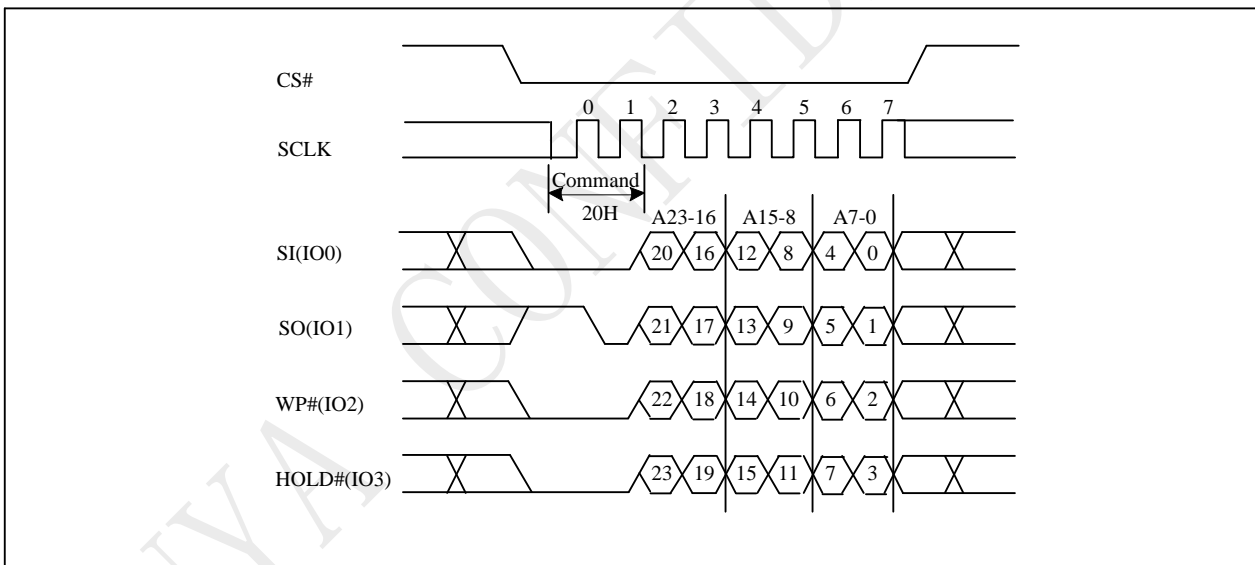 CS#
0 1 2 3 4 5 6 7
SCLK
Command
20H
A23-16 A15-8 A7-0
SI(IO0)
20 16 12 8 4 0
SO(IO1)
21 17 13 9 5 1
WP#(IO2)
22 18 14 10 6 2
HOLD#(IO3)
23 19 15 11 7 3